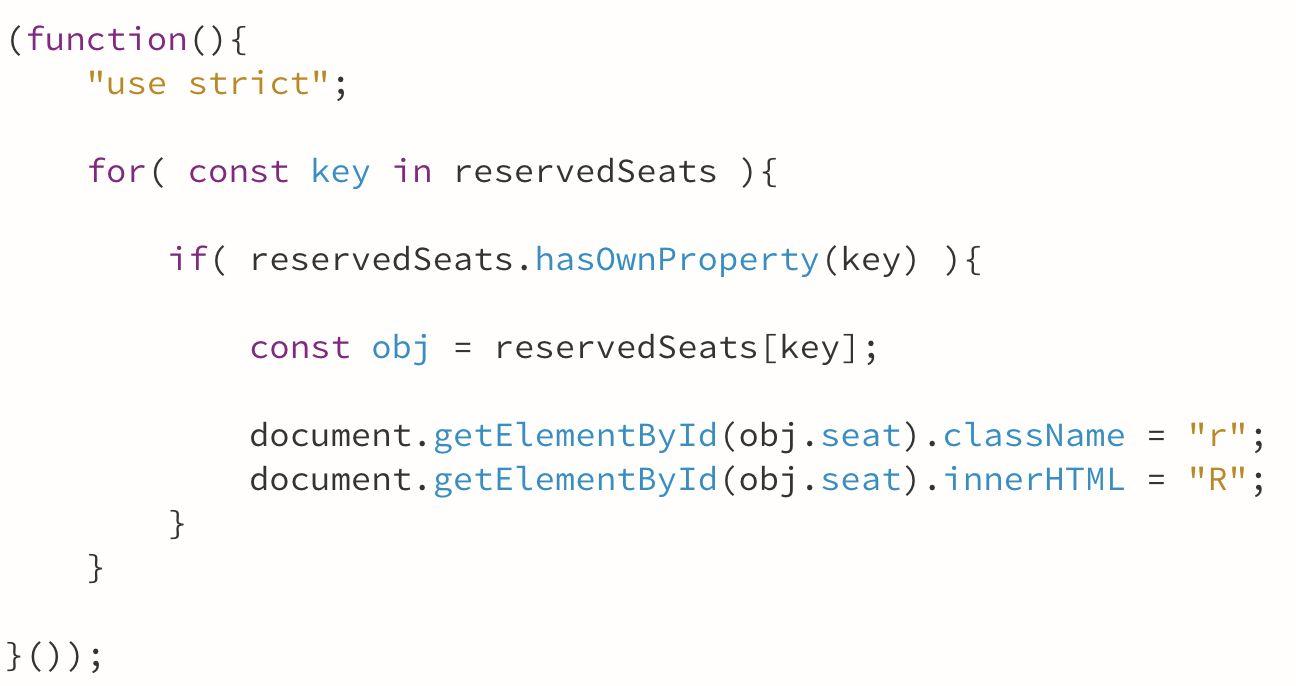 (function(){
    "use strict";

    for( const key in reservedSeats ){

        if( reservedSeats.hasOwnProperty(key) ){

            const obj = reservedSeats[key];

            document.getElementById(obj.seat).className = "r";
            document.getElementById(obj.seat).innerHTML = "R";
        }
    }

}());